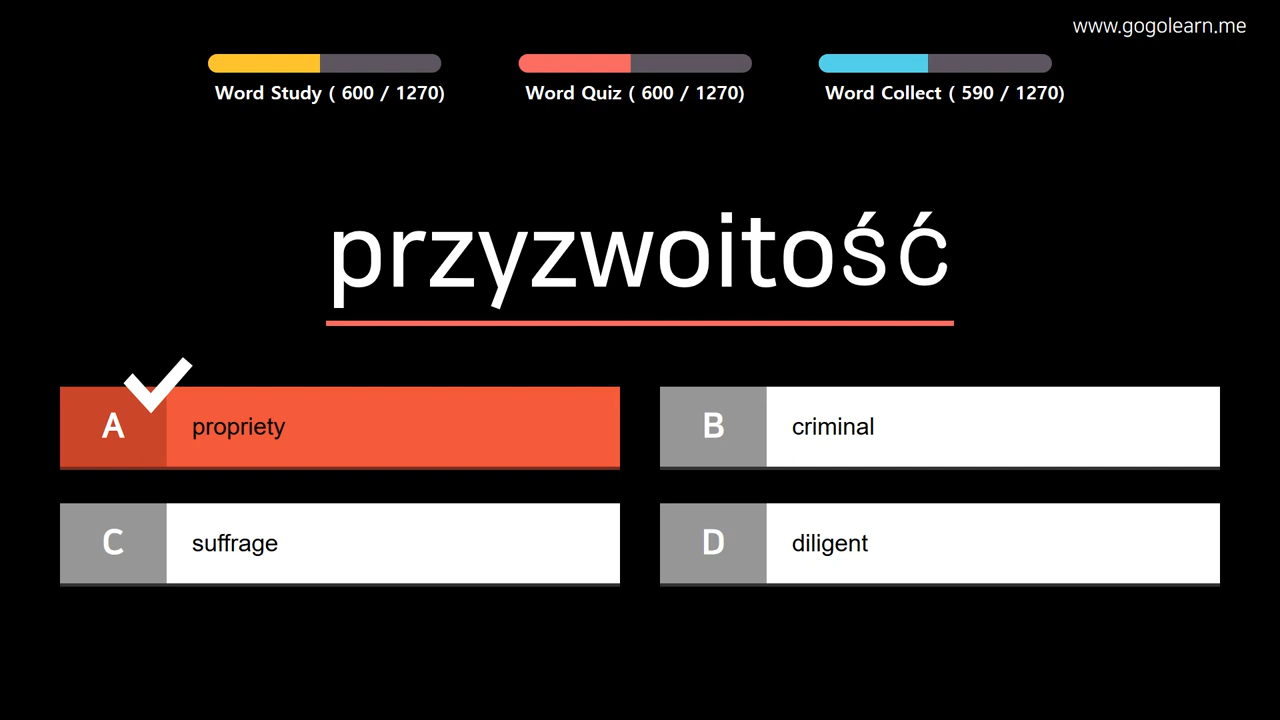 www.gogolearn.me
Word Study ( 600 / 1270)
Word Quiz ( 600 / 1270)
Word Collect ( 590 / 1270)
przyzwoitość
A propriety
B criminal
C suffrage
D diligent